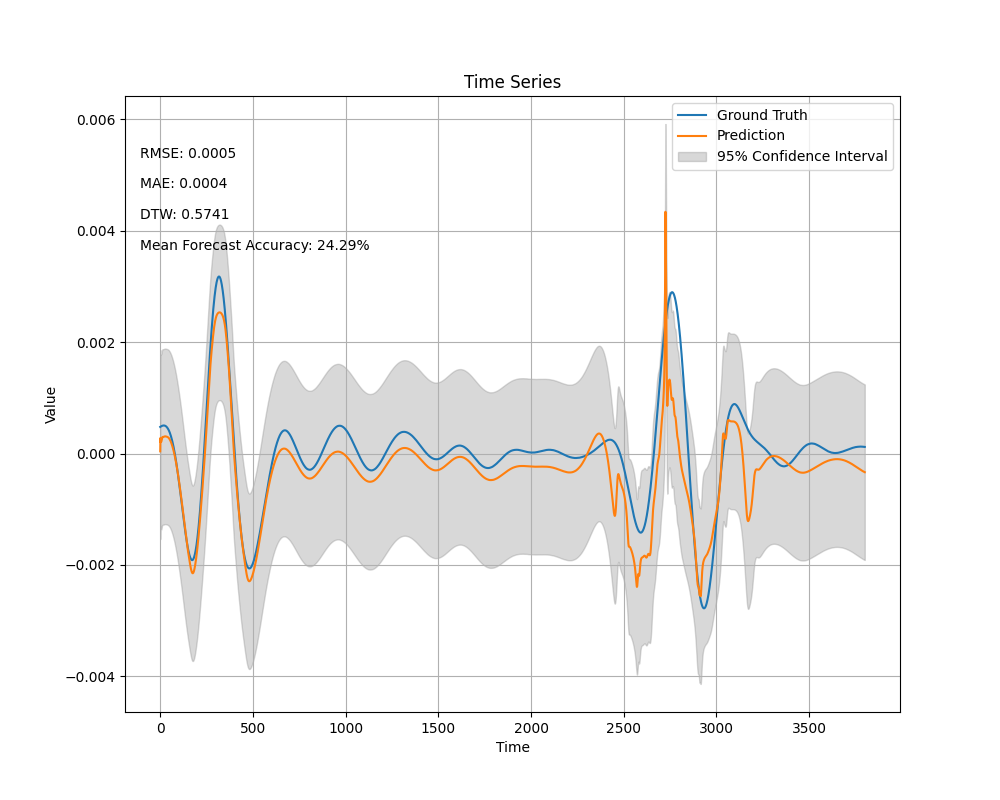 Time Series
Ground Truth
Prediction
95% Confidence Interval
RMSE: 0.0005
MAE: 0.0004
DTW: 0.5741
Mean Forecast Accuracy: 24.29%
Value
0.006
0.004
0.002
0.000
−0.002
−0.004
0 500 1000 1500 2000 2500 3000 3500
Time